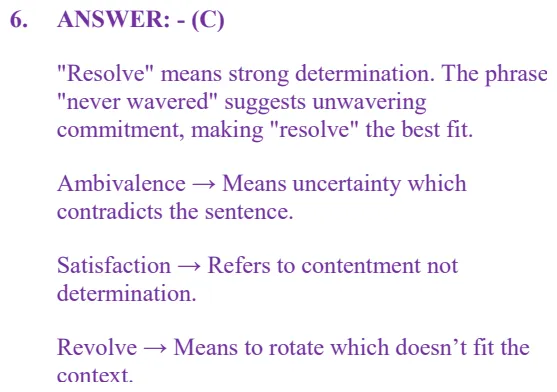 6. ANSWER: - (C)
"Resolve" means strong determination. The phrase
"never wavered" suggests unwavering
commitment, making "resolve" the best fit.
Ambivalence → Means uncertainty which
contradicts the sentence.
Satisfaction → Refers to contentment not
determination.
Revolve → Means to rotate which doesn’t fit the
context.